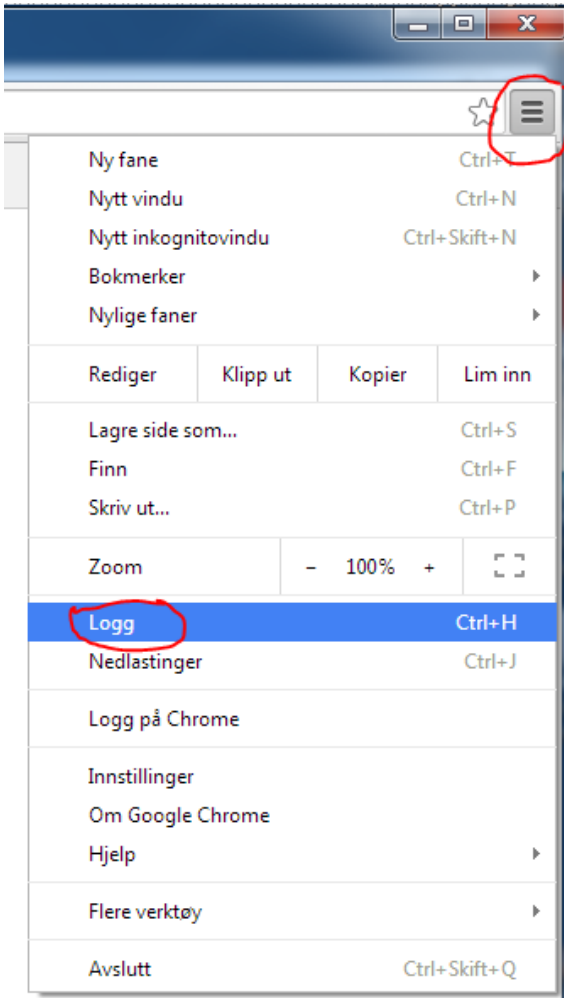 Ny fane Ctrl+T
Nytt vindu Ctrl+N
Nytt inkognitovindu Ctrl+Skift+N
Bokmerker
Nylige faner
Rediger Klipp ut Kopier Lim inn
Lagre side som... Ctrl+S
Finn Ctrl+F
Skriv ut... Ctrl+P
Zoom - 100% +
Logg Ctrl+H
Nedlastinger Ctrl+J
Logg på Chrome
Innstillinger
Om Google Chrome
Hjelp
Flere verktøy
Avslutt Ctrl+Skift+Q